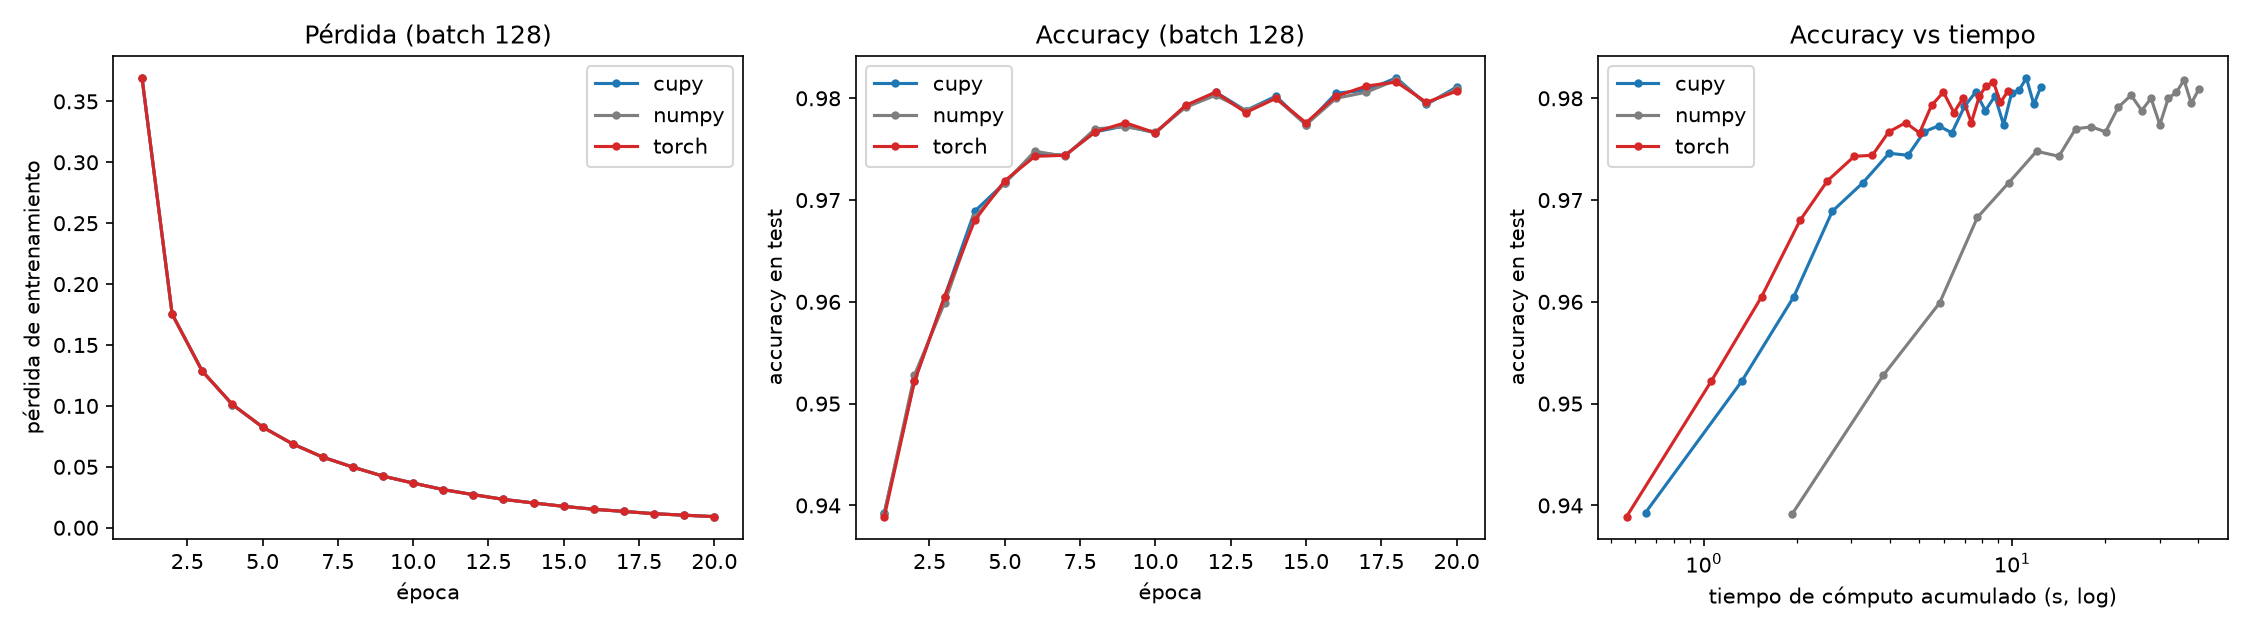 Pérdida (batch 128)
pérdida de entrenamiento
0.35
0.30
0.25
0.20
0.15
0.10
0.05
0.00
cupy
numpy
torch
2.5 5.0 7.5 10.0 12.5 15.0 17.5 20.0
época
Accuracy (batch 128)
accuracy en test
0.98
0.97
0.96
0.95
0.94
cupy
numpy
torch
2.5 5.0 7.5 10.0 12.5 15.0 17.5 20.0
época
Accuracy vs tiempo
accuracy en test
0.98
0.97
0.96
0.95
0.94
cupy
numpy
torch
10⁰ 10¹
tiempo de cómputo acumulado (s, log)